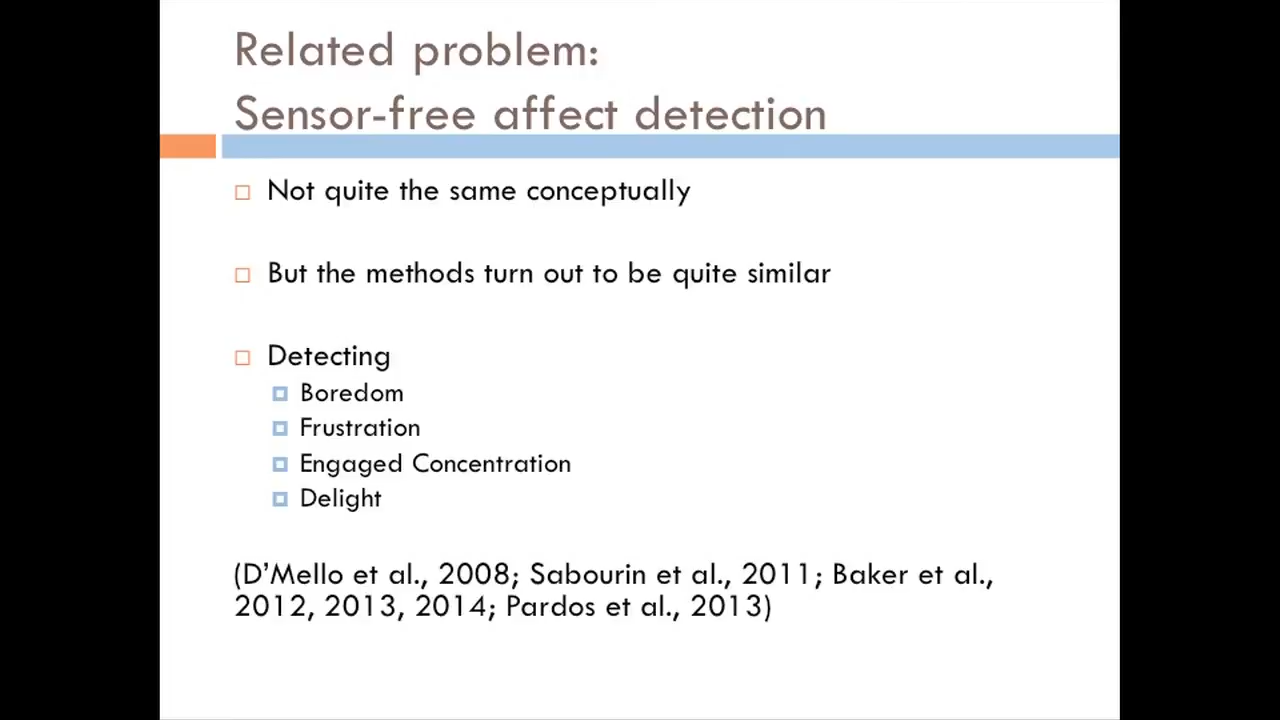 Related problem:
Sensor-free affect detection
Not quite the same conceptually
But the methods turn out to be quite similar
Detecting
Boredom
Frustration
Engaged Concentration
Delight
(D’Mello et al., 2008; Sabourin et al., 2011; Baker et al.,
2012, 2013, 2014; Pardos et al., 2013)